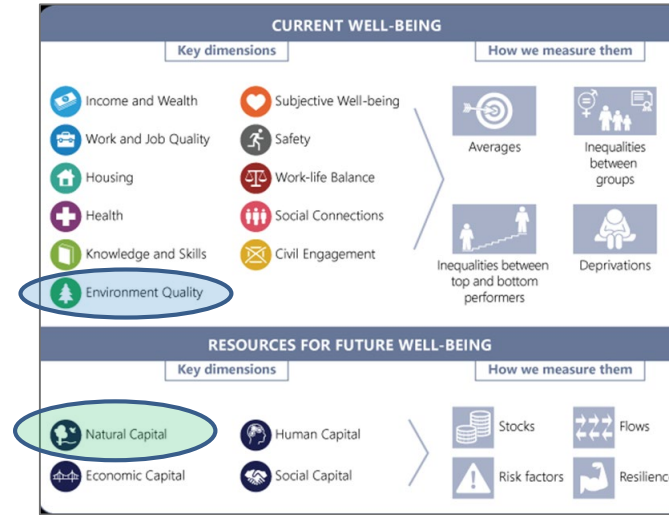 CURRENT WELL-BEING
Key dimensions
How we measure them
Income and Wealth
Work and Job Quality
Housing
Health
Knowledge and Skills
Environment Quality
Subjective Well-being
Safety
Work-life Balance
Social Connections
Civil Engagement
Averages
Inequalities
between
groups
Inequalities between
top and bottom
performers
Deprivations
RESOURCES FOR FUTURE WELL-BEING
Key dimensions
How we measure them
Natural Capital
Economic Capital
Human Capital
Social Capital
Stocks
Flows
Risk factors
Resilience